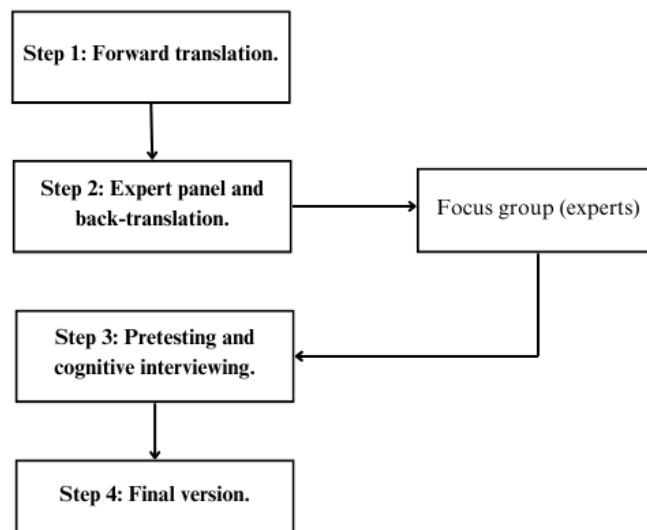 Step 1: Forward translation.
Step 2: Expert panel and
back-translation.
Focus group (experts)
Step 3: Pretesting and
cognitive interviewing.
Step 4: Final version.